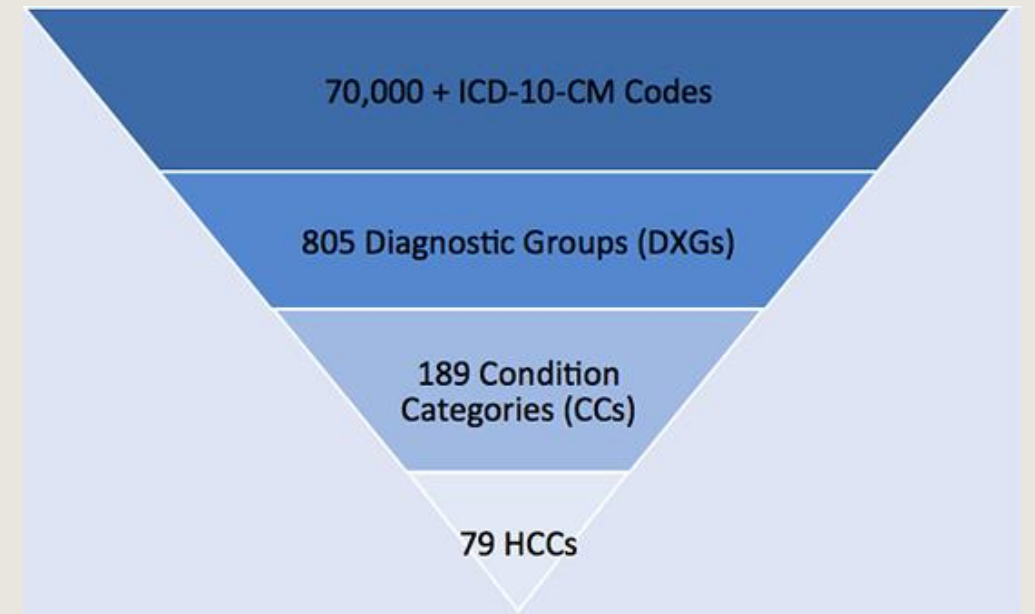 70,000 + ICD-10-CM Codes
805 Diagnostic Groups (DXGs)
189 Condition
Categories (CCs)
79 HCCs